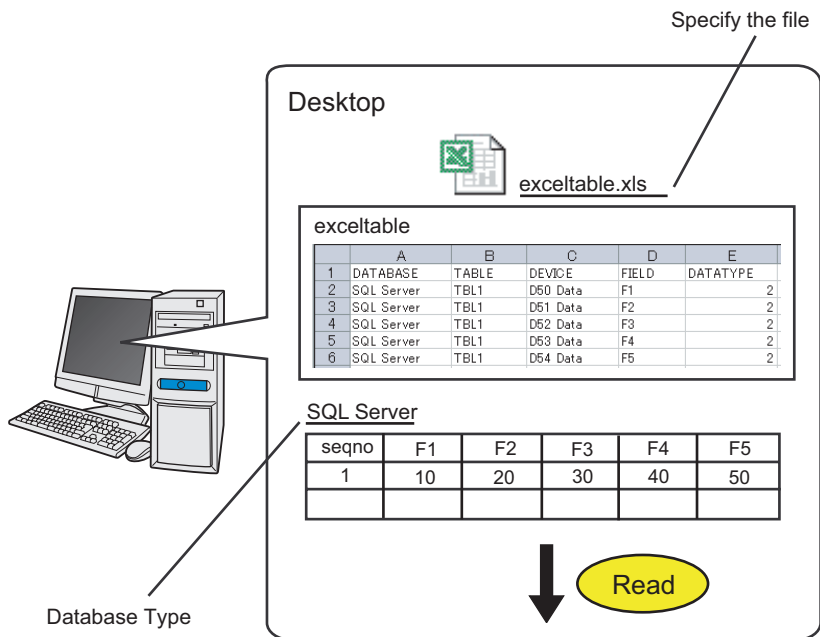 Specify the file
Desktop
exceltable.xls
exceltable
A B C D E
1 DATABASE TABLE DEVICE FIELD DATATYPE
2 SQL Server TBL1 D50 Data F1 2
3 SQL Server TBL1 D51 Data F2 2
4 SQL Server TBL1 D52 Data F3 2
5 SQL Server TBL1 D53 Data F4 2
6 SQL Server TBL1 D54 Data F5 2
SQL Server
seqno F1 F2 F3 F4 F5
1 10 20 30 40 50
Read
Database Type